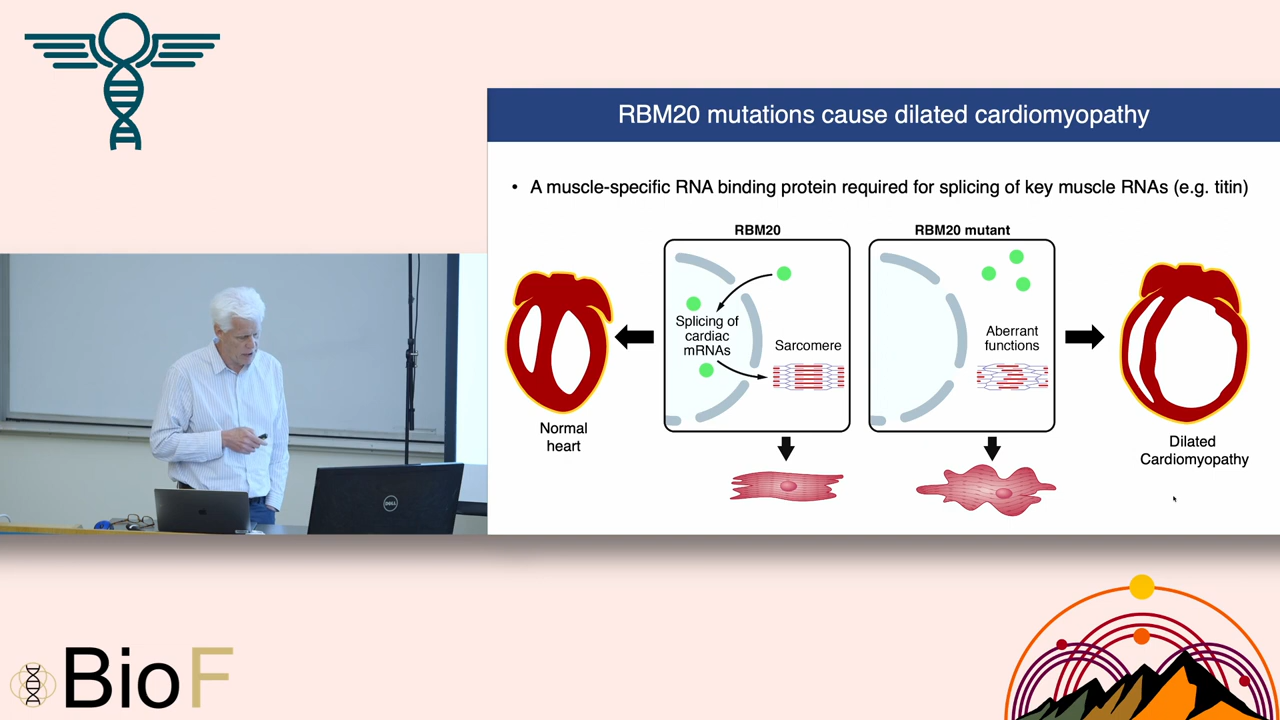 RBM20 mutations cause dilated cardiomyopathy
• A muscle-specific RNA binding protein required for splicing of key muscle RNAs (e.g. titin)
RBM20
RBM20 mutant
Splicing of
cardiac
mRNAs
Sarcomere
Aberrant
functions
Normal
heart
Dilated
Cardiomyopathy
DELL
BioF